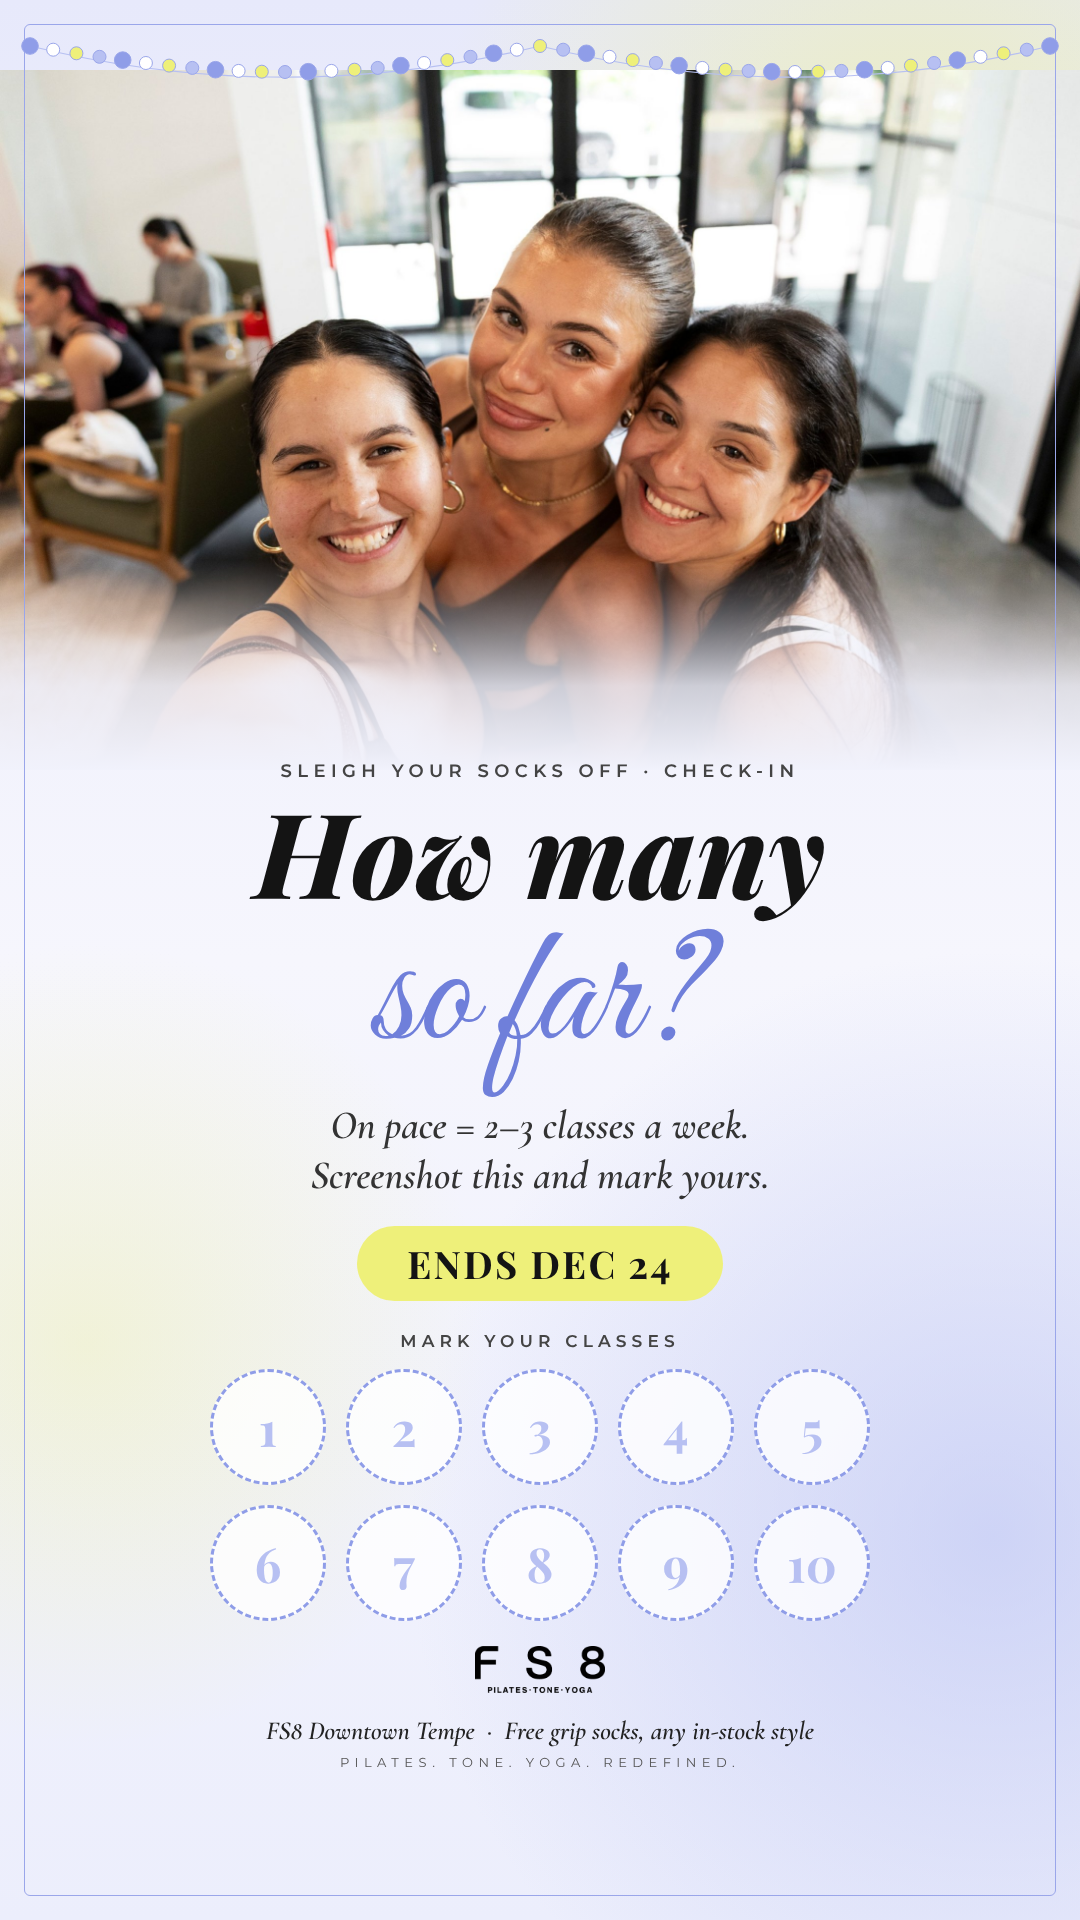 SLEIGH YOUR SOCKS OFF · CHECK-IN
How many
so far?
On pace = 2–3 classes a week.
Screenshot this and mark yours.
ENDS DEC 24
MARK YOUR CLASSES
1 2 3 4 5
6 7 8 9 10
FS8
PILATES·TONE·YOGA
FS8 Downtown Tempe · Free grip socks, any in-stock style
PILATES. TONE. YOGA. REDEFINED.